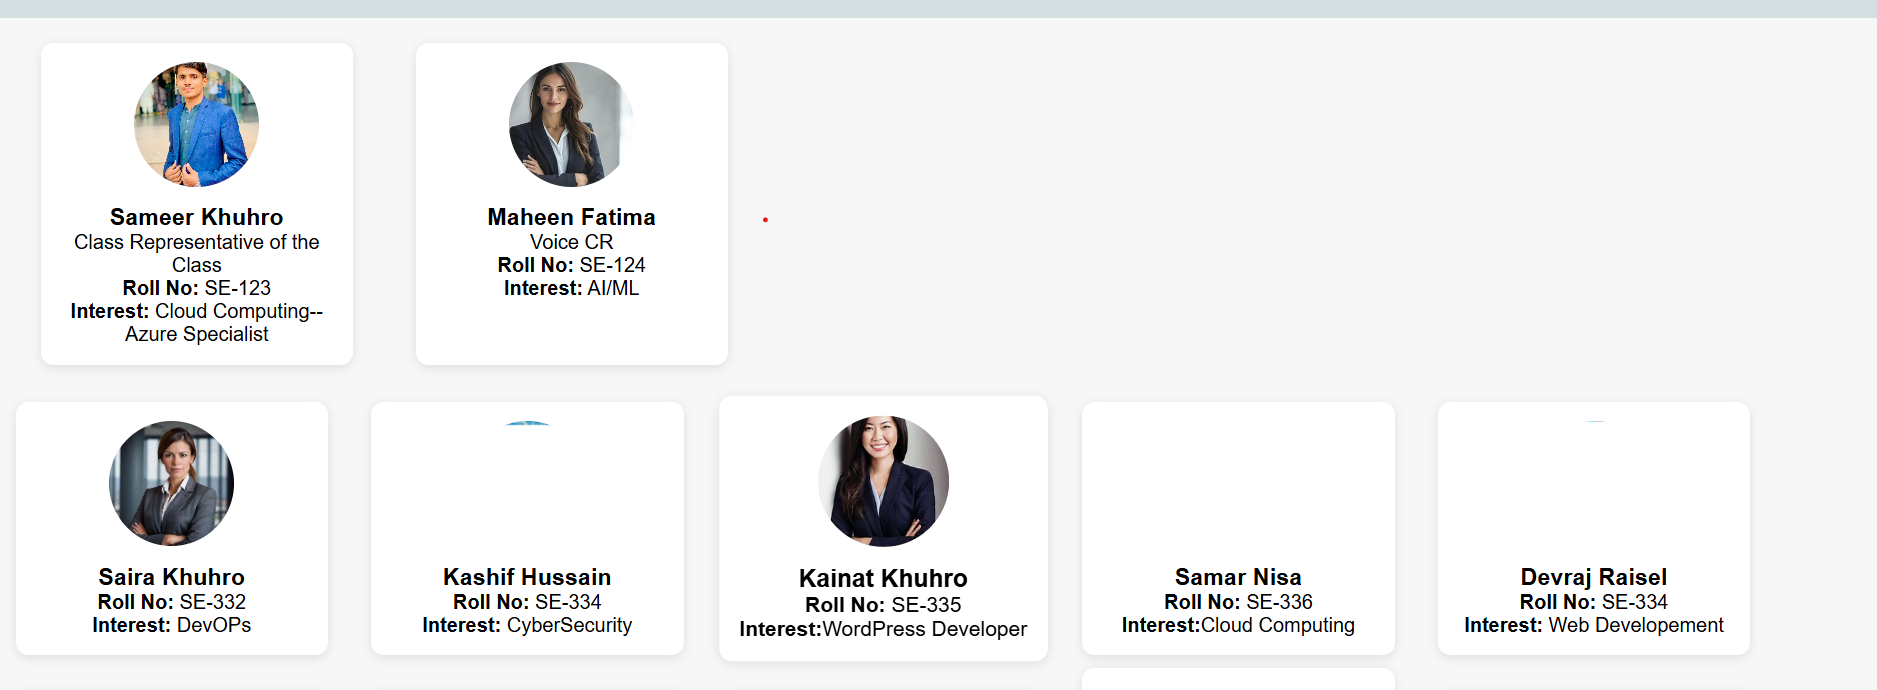 Sameer Khuhro
Class Representative of the
Class
Roll No: SE-123
Interest: Cloud Computing--
Azure Specialist
Maheen Fatima
Voice CR
Roll No: SE-124
Interest: AI/ML
Saira Khuhro
Roll No: SE-332
Interest: DevOPs
Kashif Hussain
Roll No: SE-334
Interest: CyberSecurity
Kainat Khuhro
Roll No: SE-335
Interest:WordPress Developer
Samar Nisa
Roll No: SE-336
Interest:Cloud Computing
Devraj Raisel
Roll No: SE-334
Interest: Web Developement